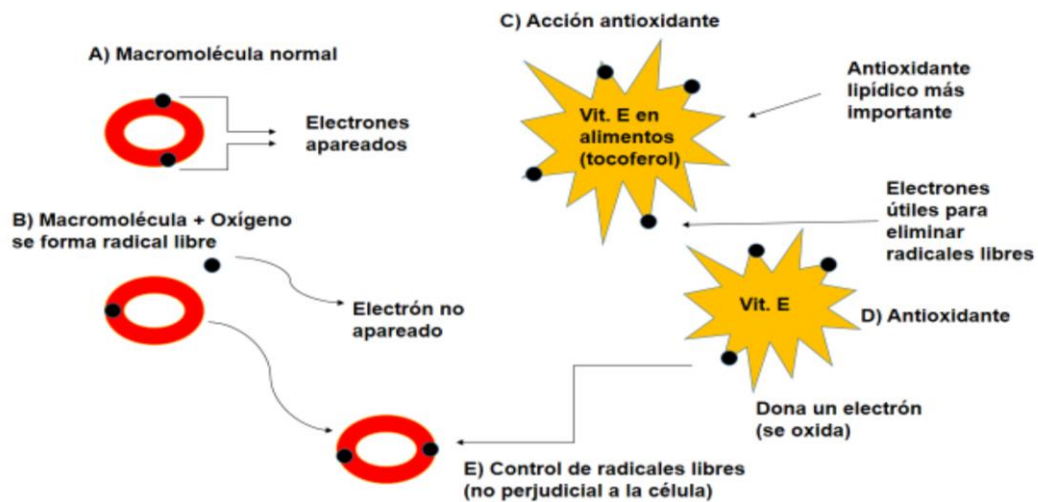 A) Macromolécula normal
Electrones
apareados
B) Macromolécula + Oxígeno
se forma radical libre
Electrón no
apareado
C) Acción antioxidante
Vit. E en
alimentos
(tocoferol)
Antioxidante
lipídico más
importante
Electrones
útiles para
eliminar
radicales libres
Vit. E
D) Antioxidante
Dona un electrón
(se oxida)
E) Control de radicales libres
(no perjudicial a la célula)